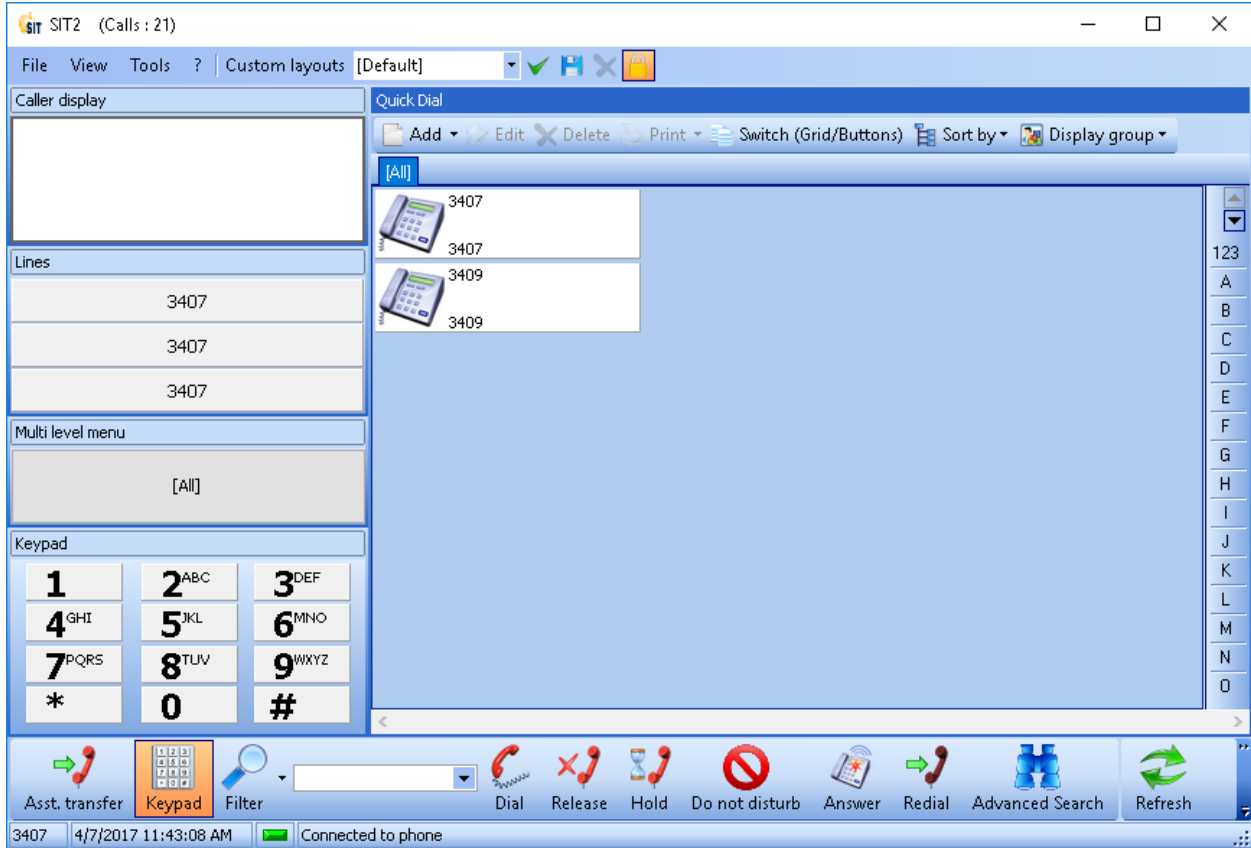 SIT SIT2 (Calls : 21)
File View Tools ? Custom layouts [Default]
Caller display
Quick Dial
Add Edit Delete Print Switch (Grid/Buttons) Sort by Display group
[All]
3407
3407
3409
3409
Lines
3407
3407
3407
Multi level menu
[All]
Keypad
1 2ABC 3DEF
4GHI 5JKL 6MNO
7PQRS 8TUV 9WXYZ
* 0 #
123
A
B
C
D
E
F
G
H
I
J
K
L
M
N
O
Asst. transfer Keypad Filter Dial Release Hold Do not disturb Answer Redial Advanced Search Refresh
3407 4/7/2017 11:43:08 AM Connected to phone